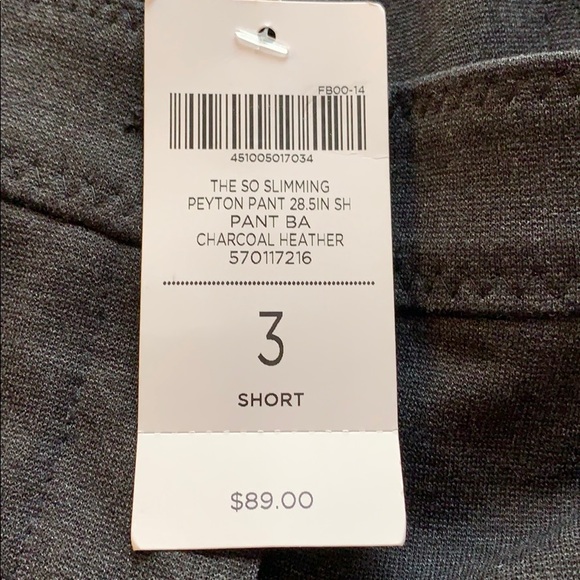 FB00-14
451005017034
THE SO SLIMMING
PEYTON PANT 28.5IN SH
PANT BA
CHARCOAL HEATHER
570117216
3
SHORT
$89.00